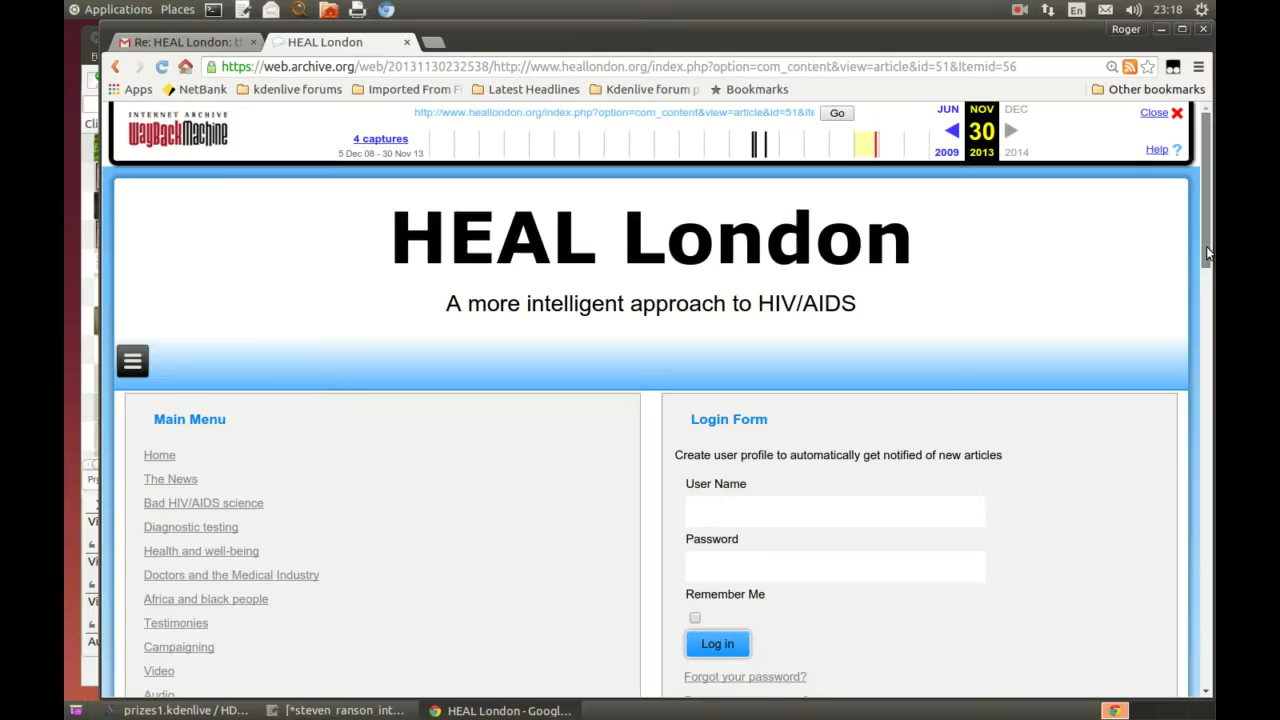 Applications Places En 23:18
Re: HEAL London: t × HEAL London × Roger
https://web.archive.org/web/20131130232538/http://www.heallondon.org/index.php?option=com_content&view=article&id=51&Itemid=56
Apps NetBank kdenlive forums Imported From Fi Latest Headlines Kdenlive forum p Bookmarks Other bookmarks
INTERNET ARCHIVE
WayBackMachine
http://www.heallondon.org/index.php?option=com_content&view=article&id=51&Ite Go
4 captures
5 Dec 08 - 30 Nov 13
JUN NOV DEC
30
2009 2013 2014
Close
Help ?
HEAL London
A more intelligent approach to HIV/AIDS
Main Menu
Home
The News
Bad HIV/AIDS science
Diagnostic testing
Health and well-being
Doctors and the Medical Industry
Africa and black people
Testimonies
Campaigning
Video
Audio
Login Form
Create user profile to automatically get notified of new articles
User Name
Password
Remember Me
Log in
Forgot your password?
prizes1.kdenlive / HD... [*steven_ranson_int... HEAL London - Googl...